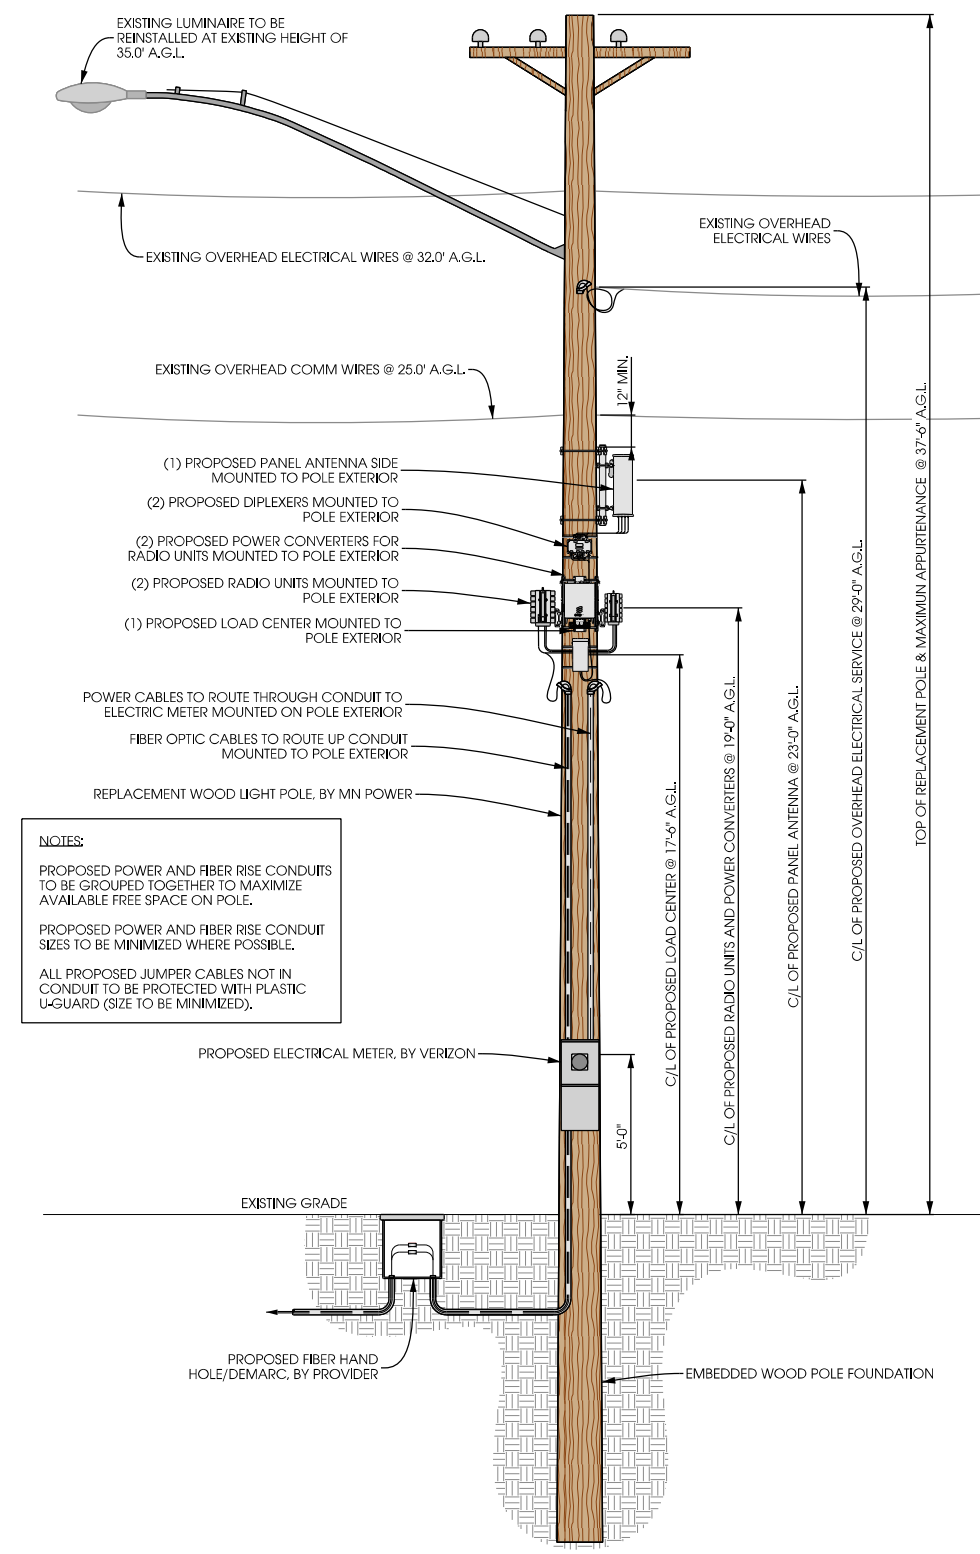 EXISTING LUMINAIRE TO BE
REINSTALLED AT EXISTING HEIGHT OF
35.0' A.G.L.
EXISTING OVERHEAD
ELECTRICAL WIRES
EXISTING OVERHEAD ELECTRICAL WIRES @ 32.0' A.G.L.
EXISTING OVERHEAD COMM WIRES @ 25.0' A.G.L.
12" MIN.
(1) PROPOSED PANEL ANTENNA SIDE
MOUNTED TO POLE EXTERIOR
(2) PROPOSED DIPLEXERS MOUNTED TO
POLE EXTERIOR
(2) PROPOSED POWER CONVERTERS FOR
RADIO UNITS MOUNTED TO POLE EXTERIOR
(2) PROPOSED RADIO UNITS MOUNTED TO
POLE EXTERIOR
(1) PROPOSED LOAD CENTER MOUNTED TO
POLE EXTERIOR
POWER CABLES TO ROUTE THROUGH CONDUIT TO
ELECTRIC METER MOUNTED ON POLE EXTERIOR
FIBER OPTIC CABLES TO ROUTE UP CONDUIT
MOUNTED TO POLE EXTERIOR
REPLACEMENT WOOD LIGHT POLE, BY MN POWER
NOTES:
PROPOSED POWER AND FIBER RISE CONDUITS
TO BE GROUPED TOGETHER TO MAXIMIZE
AVAILABLE FREE SPACE ON POLE.
PROPOSED POWER AND FIBER RISE CONDUIT
SIZES TO BE MINIMIZED WHERE POSSIBLE.
ALL PROPOSED JUMPER CABLES NOT IN
CONDUIT TO BE PROTECTED WITH PLASTIC
U-GUARD (SIZE TO BE MINIMIZED).
PROPOSED ELECTRICAL METER, BY VERIZON
5'-0"
C/L OF PROPOSED LOAD CENTER @ 17'-6" A.G.L.
C/L OF PROPOSED RADIO UNITS AND POWER CONVERTERS @ 19'-0" A.G.L.
C/L OF PROPOSED PANEL ANTENNA @ 23'-0" A.G.L.
C/L OF PROPOSED OVERHEAD ELECTRICAL SERVICE @ 29'-0" A.G.L.
TOP OF REPLACEMENT POLE & MAXIMUN APPURTENANCE @ 37'-6" A.G.L.
EXISTING GRADE
PROPOSED FIBER HAND
HOLE/DEMARC, BY PROVIDER
EMBEDDED WOOD POLE FOUNDATION